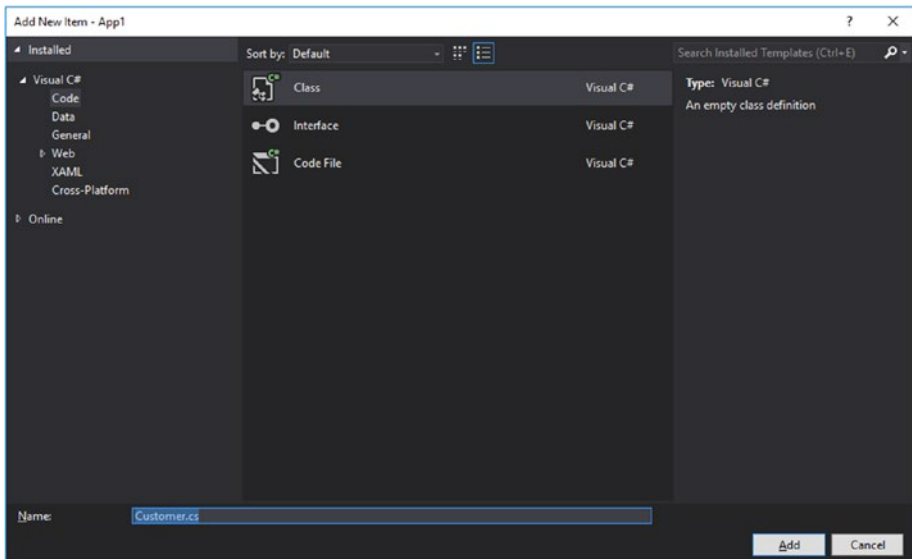 Add New Item - App1
? ×
Installed
Sort by: Default
Search Installed Templates (Ctrl+E)
Visual C#
Code
Data
General
Web
XAML
Cross-Platform
Online
Class Visual C#
Interface Visual C#
Code File Visual C#
Type: Visual C#
An empty class definition
Name: Customer.cs
Add Cancel